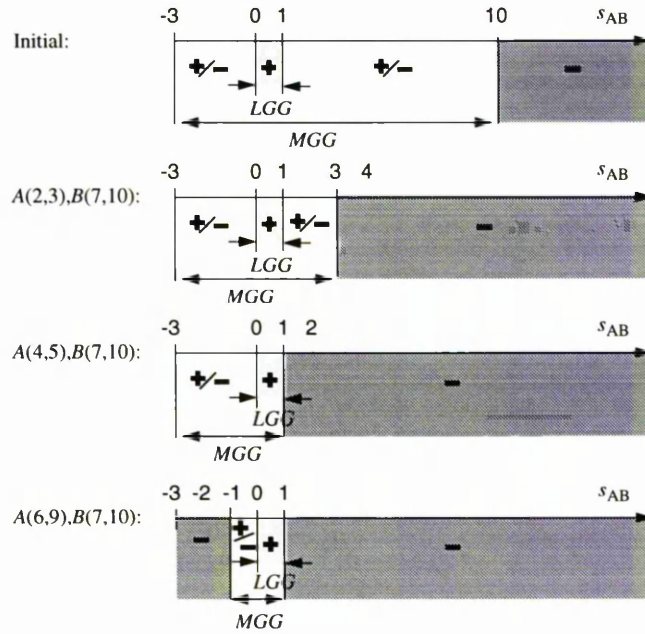 -3 0 1 10 sAB
Initial:
+/- + +/- -
LGG
MGG
-3 0 1 3 4 sAB
A(2,3),B(7,10):
+/- + +/- -
LGG
MGG
-3 0 1 2 sAB
A(4,5),B(7,10):
+/- + -
LGG
MGG
-3 -2 -1 0 1 sAB
A(6,9),B(7,10):
- +/- + -
LGG
MGG